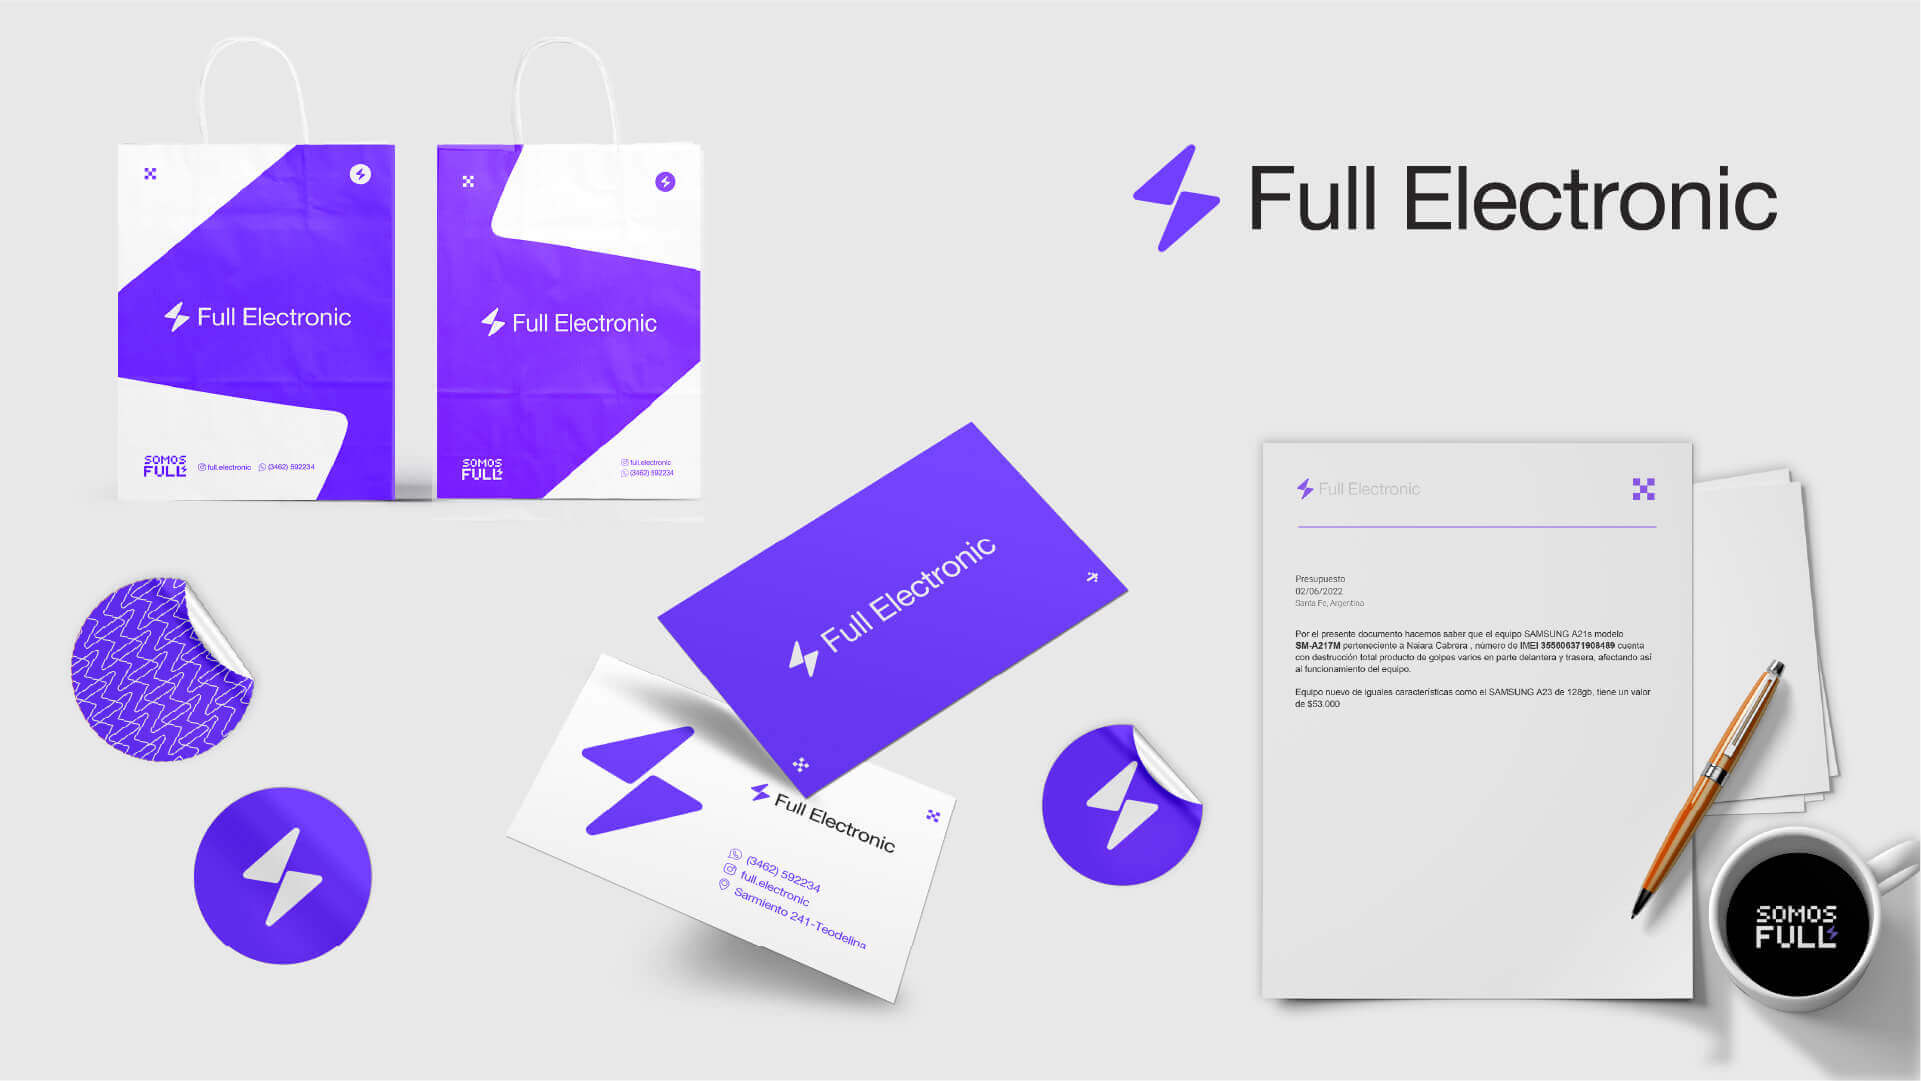 Full Electronic
Full Electronic
SOMOS
FULL
full.electronic (3462) 592234
Full Electronic
SOMOS
FULL
full.electronic
(3462) 592234
Full Electronic
Full Electronic
(3462) 592234
full.electronic
Sarmiento 241-Teodelina
Full Electronic
Presupuesto
02/06/2022
Santa Fe, Argentina
Por el presente documento hacemos saber que el equipo SAMSUNG A21s modelo
SM-A217M perteneciente a Naiara Cabrera , número de IMEI 355606371908489 cuenta
con destrucción total producto de golpes varios en parte delantera y trasera, afectando así
al funcionamiento del equipo.
Equipo nuevo de iguales características como el SAMSUNG A23 de 128gb, tiene un valor
de $53.000
SOMOS
FULL